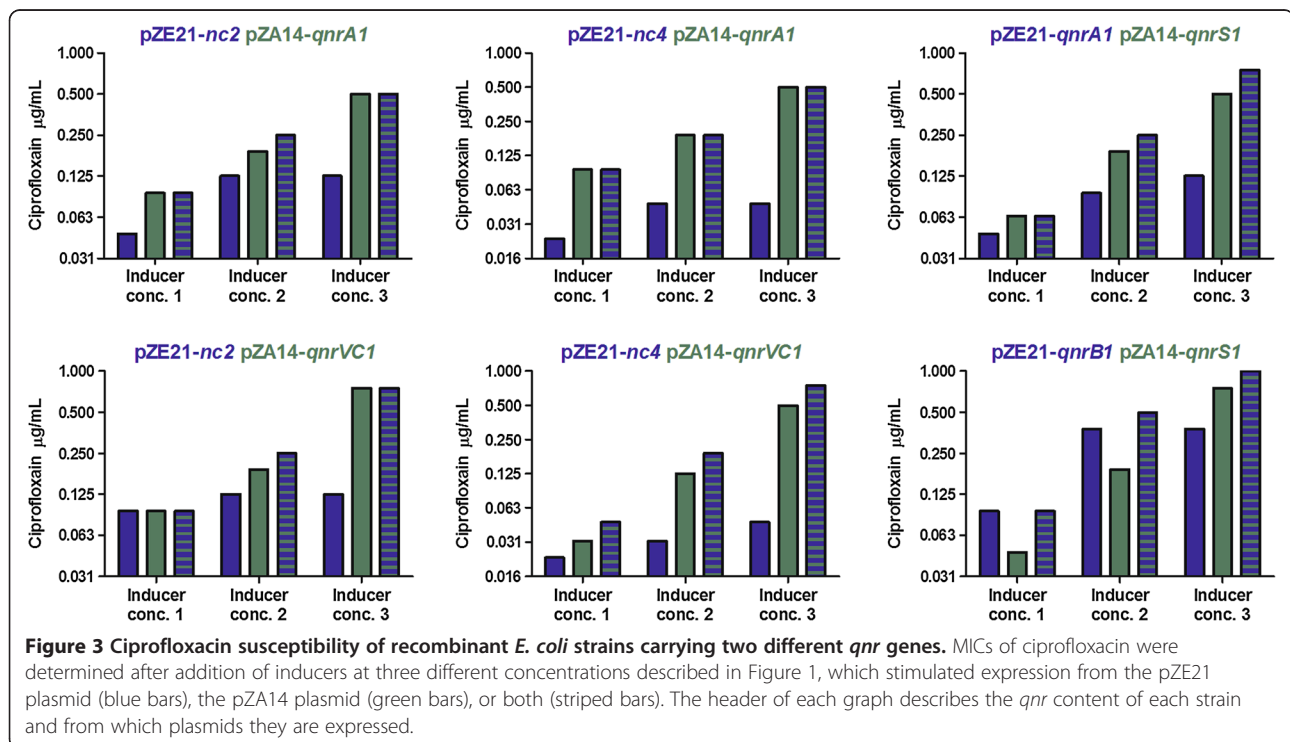 pZE21-nc2 pZA14-qnrA1
Ciprofloxain µg/mL
1.000
0.500
0.250
0.125
0.063
0.031
Inducer conc. 1
Inducer conc. 2
Inducer conc. 3
pZE21-nc4 pZA14-qnrA1
Ciprofloxain µg/mL
1.000
0.500
0.250
0.125
0.063
0.031
0.016
Inducer conc. 1
Inducer conc. 2
Inducer conc. 3
pZE21-qnrA1 pZA14-qnrS1
Ciprofloxain µg/mL
1.000
0.500
0.250
0.125
0.063
0.031
Inducer conc. 1
Inducer conc. 2
Inducer conc. 3
pZE21-nc2 pZA14-qnrVC1
Ciprofloxain µg/mL
1.000
0.500
0.250
0.125
0.063
0.031
Inducer conc. 1
Inducer conc. 2
Inducer conc. 3
pZE21-nc4 pZA14-qnrVC1
Ciprofloxain µg/mL
1.000
0.500
0.250
0.125
0.063
0.031
0.016
Inducer conc. 1
Inducer conc. 2
Inducer conc. 3
pZE21-qnrB1 pZA14-qnrS1
Ciprofloxain µg/mL
1.000
0.500
0.250
0.125
0.063
0.031
Inducer conc. 1
Inducer conc. 2
Inducer conc. 3
Figure 3 Ciprofloxacin susceptibility of recombinant E. coli strains carrying two different qnr genes. MICs of ciprofloxacin were
determined after addition of inducers at three different concentrations described in Figure 1, which stimulated expression from the pZE21
plasmid (blue bars), the pZA14 plasmid (green bars), or both (striped bars). The header of each graph describes the qnr content of each strain
and from which plasmids they are expressed.